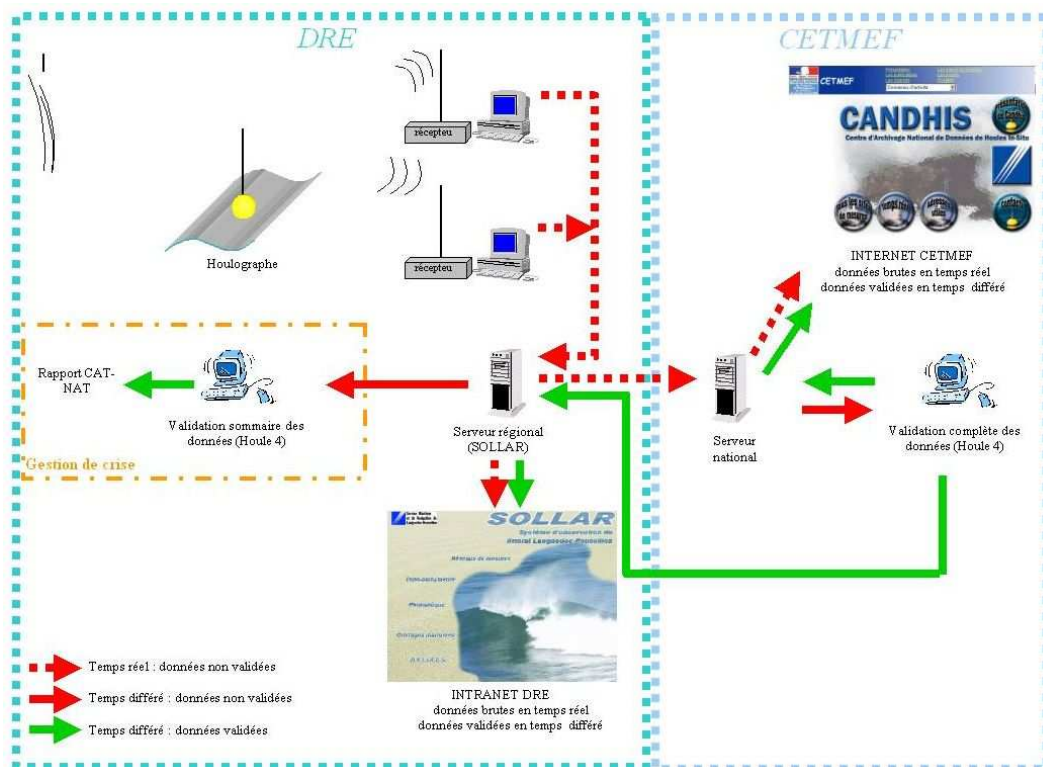 DRE
CETMEF
CETMEF
CANDHIS
Centre d'Archivage National de Données de Houles In-Situ
récepteu
récepteu
Houlographe
INTERNET CETMEF
données brutes en temps réel
données validées en temps différé
Rapport CAT-
NAT
Validation sommaire des
données (Houle 4)
Gestion de crise
Serveur régional
(SOLLAR)
Serveur
national
Validation complète des
données (Houle 4)
SOLLAR
INTRANET DRE
données brutes en temps réel
données validées en temps différé
Temps réel : données non validées
Temps différé : données non validées
Temps différé : données validées